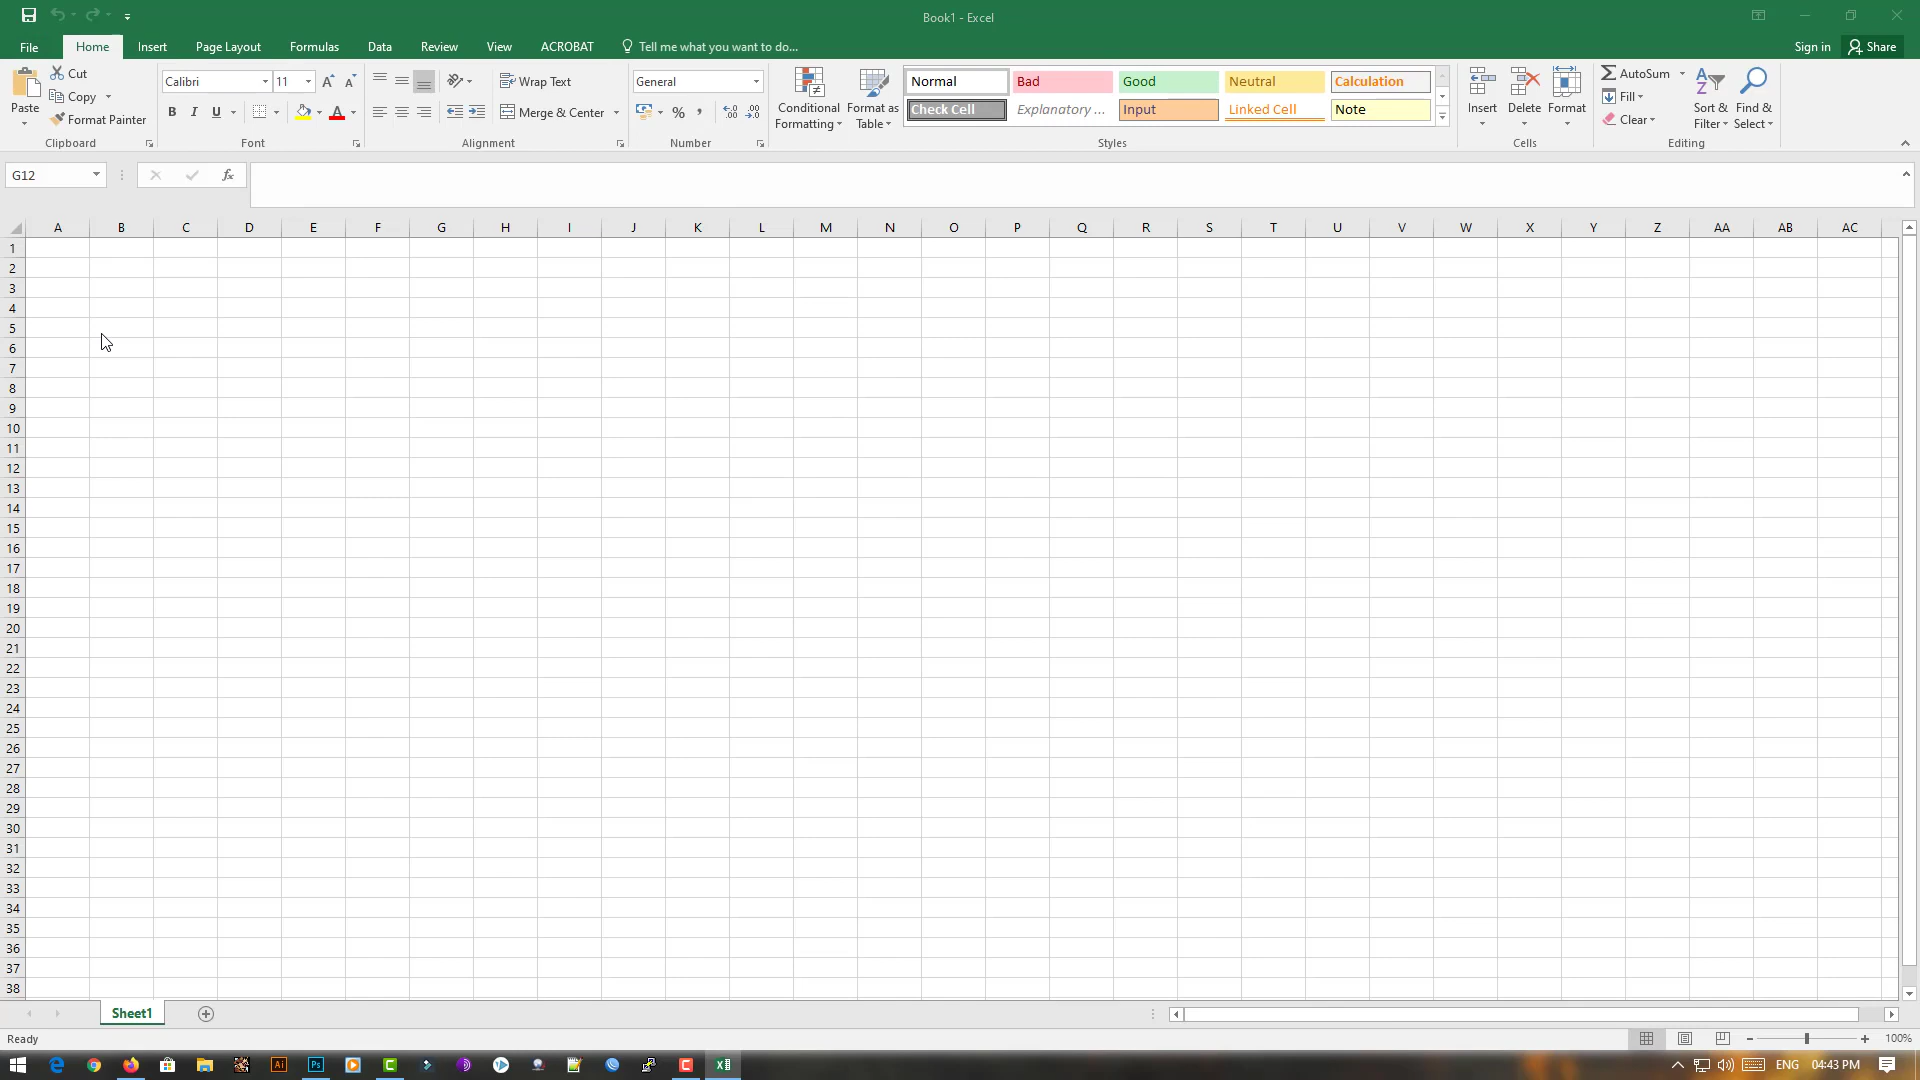 Book1 - Excel
File Home Insert Page Layout Formulas Data Review View ACROBAT Tell me what you want to do... Sign in Share
Paste
Cut
Copy
Format Painter
Clipboard
Calibri 11
B I U A
Font
Wrap Text
Merge & Center
Alignment
General
% ,
Number
Conditional
Formatting
Format as
Table
Normal Bad Good Neutral Calculation
Check Cell Explanatory ... Input Linked Cell Note
Styles
Insert Delete Format
Cells
AutoSum
Fill
Clear
Sort &
Filter
Find &
Select
Editing
G12 fx
A B C D E F G H I J K L M N O P Q R S T U V W X Y Z AA AB AC
1
2
3
4
5
6
7
8
9
10
11
12
13
14
15
16
17
18
19
20
21
22
23
24
25
26
27
28
29
30
31
32
33
34
35
36
37
38
Sheet1
Ready 100%
ENG 04:43 PM